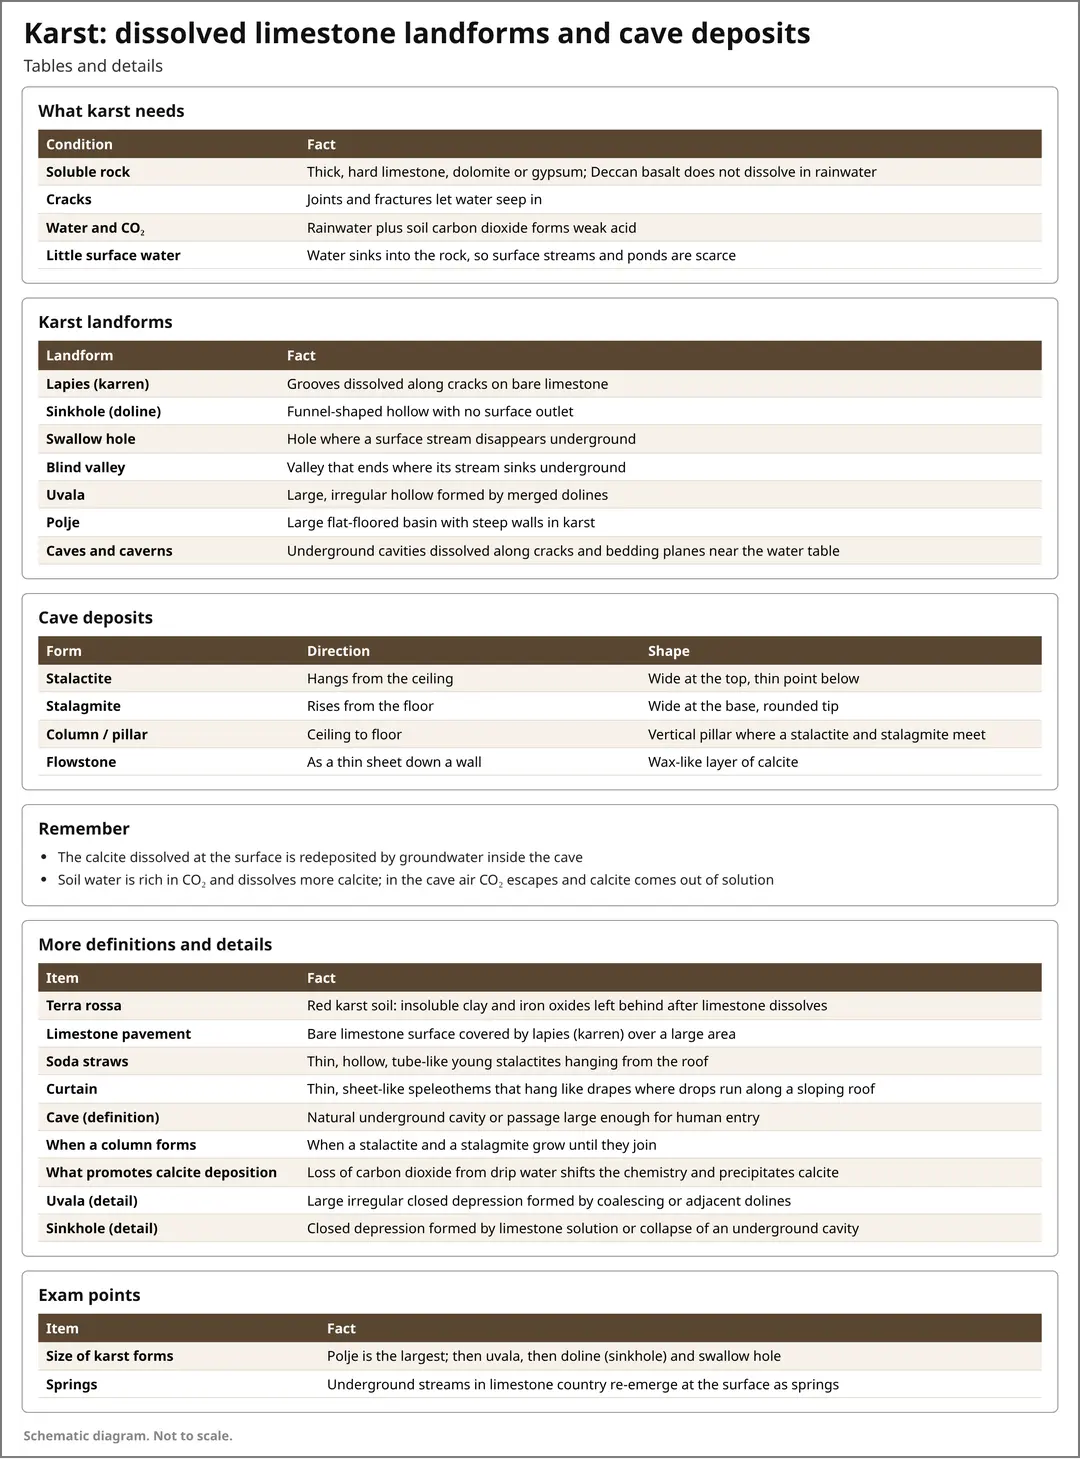 Karst: dissolved limestone landforms and cave deposits
Tables and details
What karst needs
Condition Fact
Soluble rock Thick, hard limestone, dolomite or gypsum; Deccan basalt does not dissolve in rainwater
Cracks Joints and fractures let water seep in
Water and CO₂ Rainwater plus soil carbon dioxide forms weak acid
Little surface water Water sinks into the rock, so surface streams and ponds are scarce
Karst landforms
Landform Fact
Lapies (karren) Grooves dissolved along cracks on bare limestone
Sinkhole (doline) Funnel-shaped hollow with no surface outlet
Swallow hole Hole where a surface stream disappears underground
Blind valley Valley that ends where its stream sinks underground
Uvala Large, irregular hollow formed by merged dolines
Polje Large flat-floored basin with steep walls in karst
Caves and caverns Underground cavities dissolved along cracks and bedding planes near the water table
Cave deposits
Form Direction Shape
Stalactite Hangs from the ceiling Wide at the top, thin point below
Stalagmite Rises from the floor Wide at the base, rounded tip
Column / pillar Ceiling to floor Vertical pillar where a stalactite and stalagmite meet
Flowstone As a thin sheet down a wall Wax-like layer of calcite
Remember
• The calcite dissolved at the surface is redeposited by groundwater inside the cave
• Soil water is rich in CO₂ and dissolves more calcite; in the cave air CO₂ escapes and calcite comes out of solution
More definitions and details
Item Fact
Terra rossa Red karst soil: insoluble clay and iron oxides left behind after limestone dissolves
Limestone pavement Bare limestone surface covered by lapies (karren) over a large area
Soda straws Thin, hollow, tube-like young stalactites hanging from the roof
Curtain Thin, sheet-like speleothems that hang like drapes where drops run along a sloping roof
Cave (definition) Natural underground cavity or passage large enough for human entry
When a column forms When a stalactite and a stalagmite grow until they join
What promotes calcite deposition Loss of carbon dioxide from drip water shifts the chemistry and precipitates calcite
Uvala (detail) Large irregular closed depression formed by coalescing or adjacent dolines
Sinkhole (detail) Closed depression formed by limestone solution or collapse of an underground cavity
Exam points
Item Fact
Size of karst forms Polje is the largest; then uvala, then doline (sinkhole) and swallow hole
Springs Underground streams in limestone country re-emerge at the surface as springs
Schematic diagram. Not to scale.